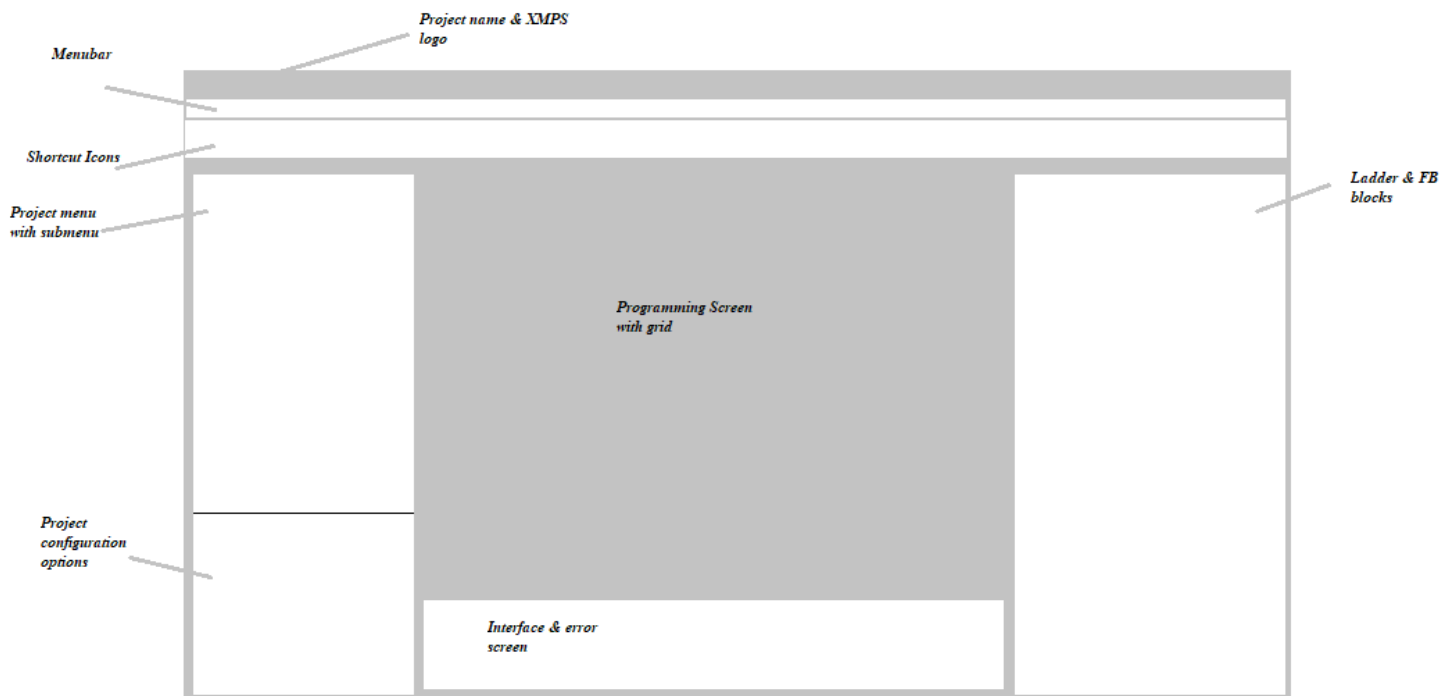 Project name & XMPS
logo
Menubar
Shortcut Icons
Project menu
with submenu
Ladder & FB
blocks
Programming Screen
with grid
Project
configuration
options
Interface & error
screen